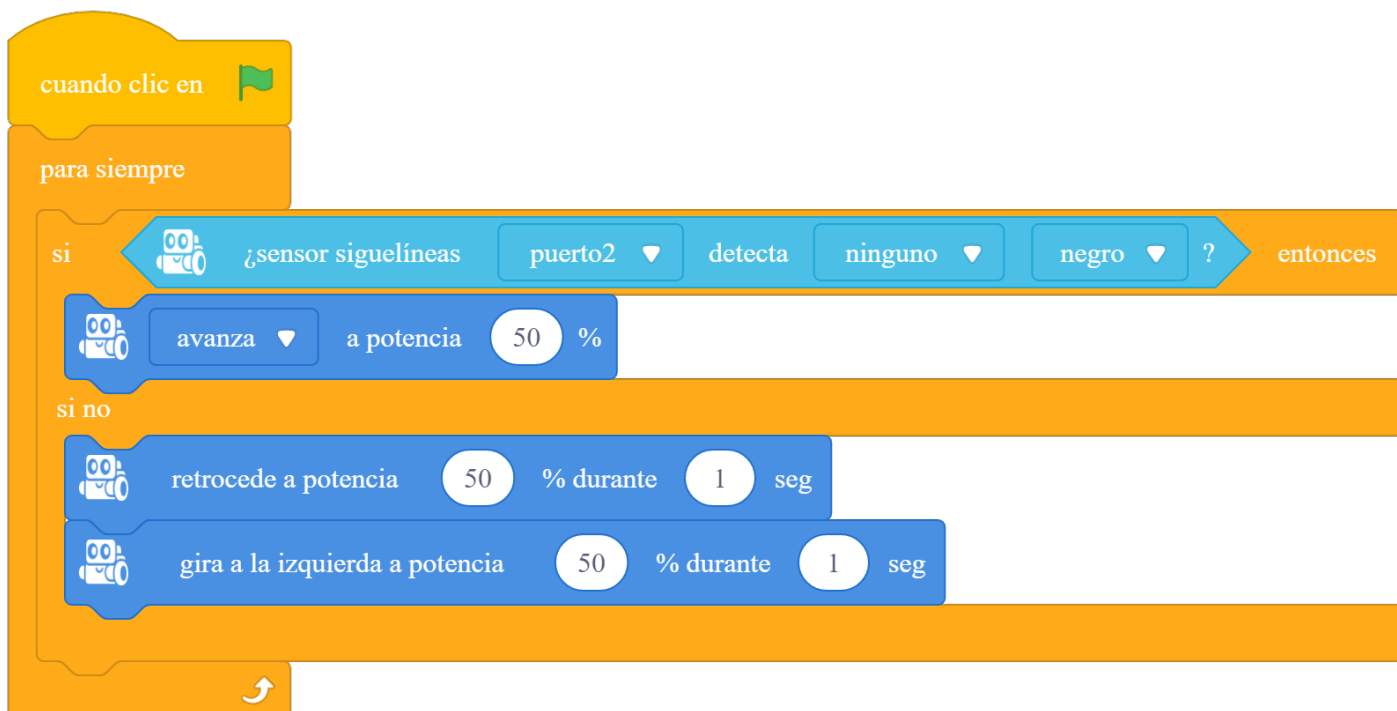 cuando clic en
para siempre
si ¿sensor siguelíneas puerto2 detecta ninguno negro ? entonces
avanza a potencia 50 %
si no
retrocede a potencia 50 % durante 1 seg
gira a la izquierda a potencia 50 % durante 1 seg